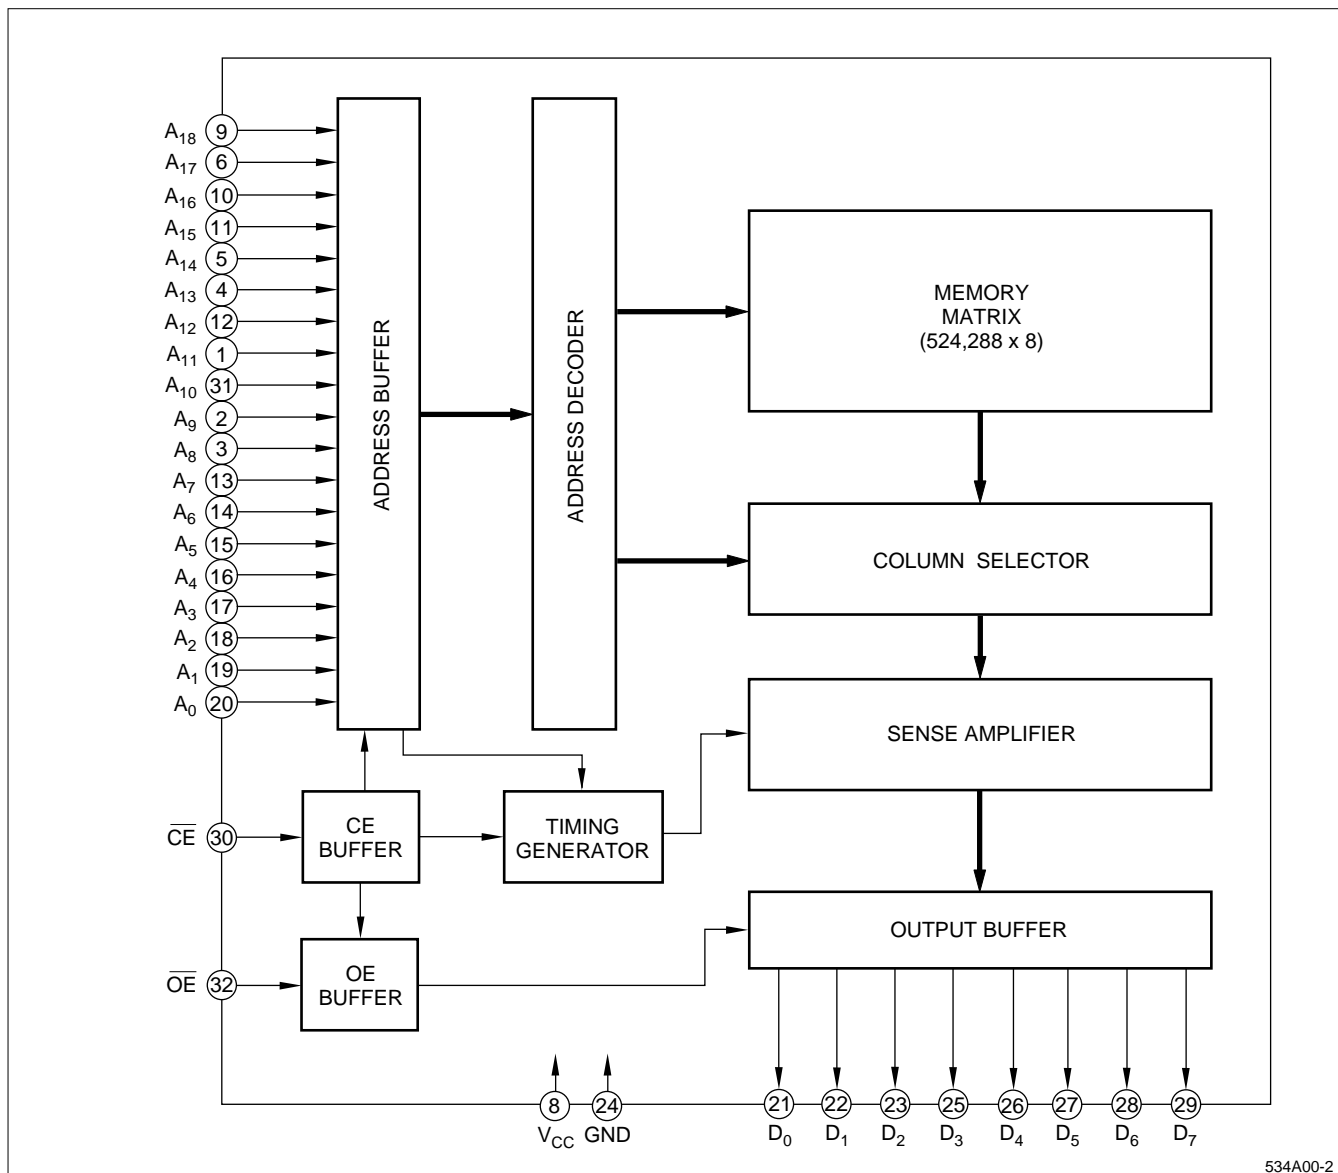 A18 9
A17 6
A16 10
A15 11
A14 5
A13 4
A12 12
A11 1
A10 31
A9 2
A8 3
A7 13
A6 14
A5 15
A4 16
A3 17
A2 18
A1 19
A0 20
ADDRESS BUFFER
ADDRESS DECODER
MEMORY
MATRIX
(524,288 x 8)
COLUMN SELECTOR
SENSE AMPLIFIER
CE 30
CE
BUFFER
TIMING
GENERATOR
OUTPUT BUFFER
OE 32
OE
BUFFER
8 24 21 22 23 25 26 27 28 29
VCC GND D0 D1 D2 D3 D4 D5 D6 D7
534A00-2